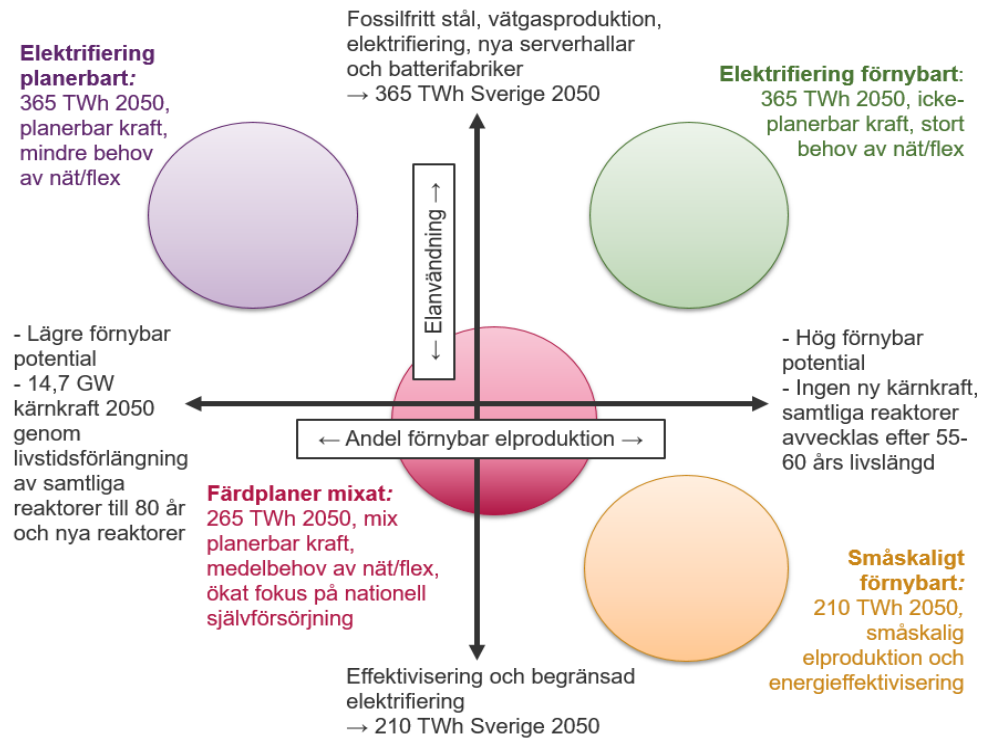 Fossilfritt stål, vätgasproduktion,
elektrifiering, nya serverhallar
och batterifabriker
→ 365 TWh Sverige 2050
Elektrifiering
planerbart:
365 TWh 2050,
planerbar kraft,
mindre behov
av nät/flex
Elektrifiering förnybart:
365 TWh 2050, icke-
planerbar kraft, stort
behov av nät/flex
← Elanvändning →
- Lägre förnybar
potential
- 14,7 GW
kärnkraft 2050
genom
livstidsförlängning
av samtliga
reaktorer till 80 år
och nya reaktorer
← Andel förnybar elproduktion →
- Hög förnybar
potential
- Ingen ny kärnkraft,
samtliga reaktorer
avvecklas efter 55-
60 års livslängd
Färdplaner mixat:
265 TWh 2050, mix
planerbar kraft,
medelbehov av nät/flex,
ökat fokus på nationell
självförsörjning
Småskaligt
förnybart:
210 TWh 2050,
småskalig
elproduktion och
energieffektivisering
Effektivisering och begränsad
elektrifiering
→ 210 TWh Sverige 2050